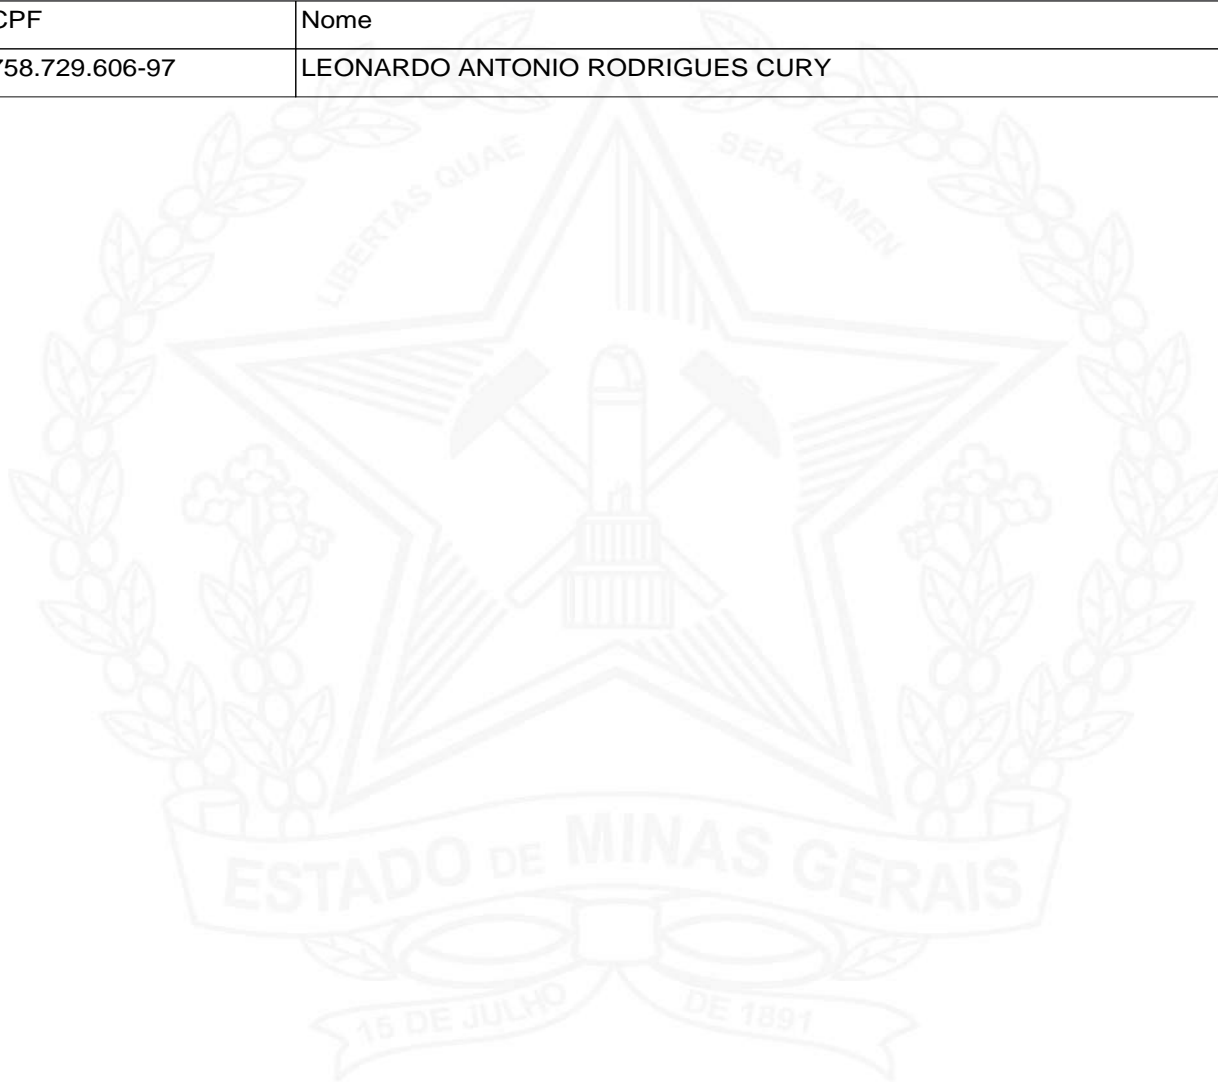 CPF Nome
758.729.606-97 LEONARDO ANTONIO RODRIGUES CURY
LIBERTAS QUAE SERA TAMEN
ESTADO DE MINAS GERAIS
15 DE JULHO DE 1891